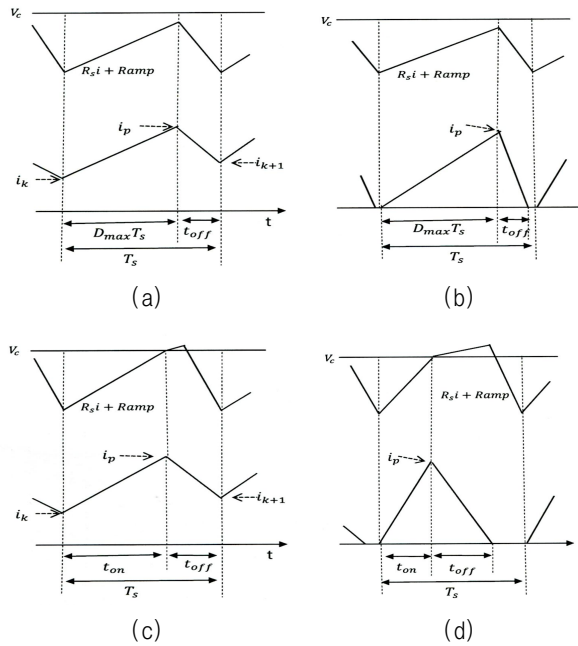 V_c
R_s i + Ramp
i_p
i_k
i_{k+1}
t
D_{max}T_s
t_{off}
T_s
(a)
V_c
R_s i + Ramp
i_p
D_{max}T_s
t_{off}
T_s
(b)
V_c
R_s i + Ramp
i_p
i_k
i_{k+1}
t
t_{on}
t_{off}
T_s
(c)
V_c
R_s i + Ramp
i_p
t_{on}
t_{off}
T_s
(d)